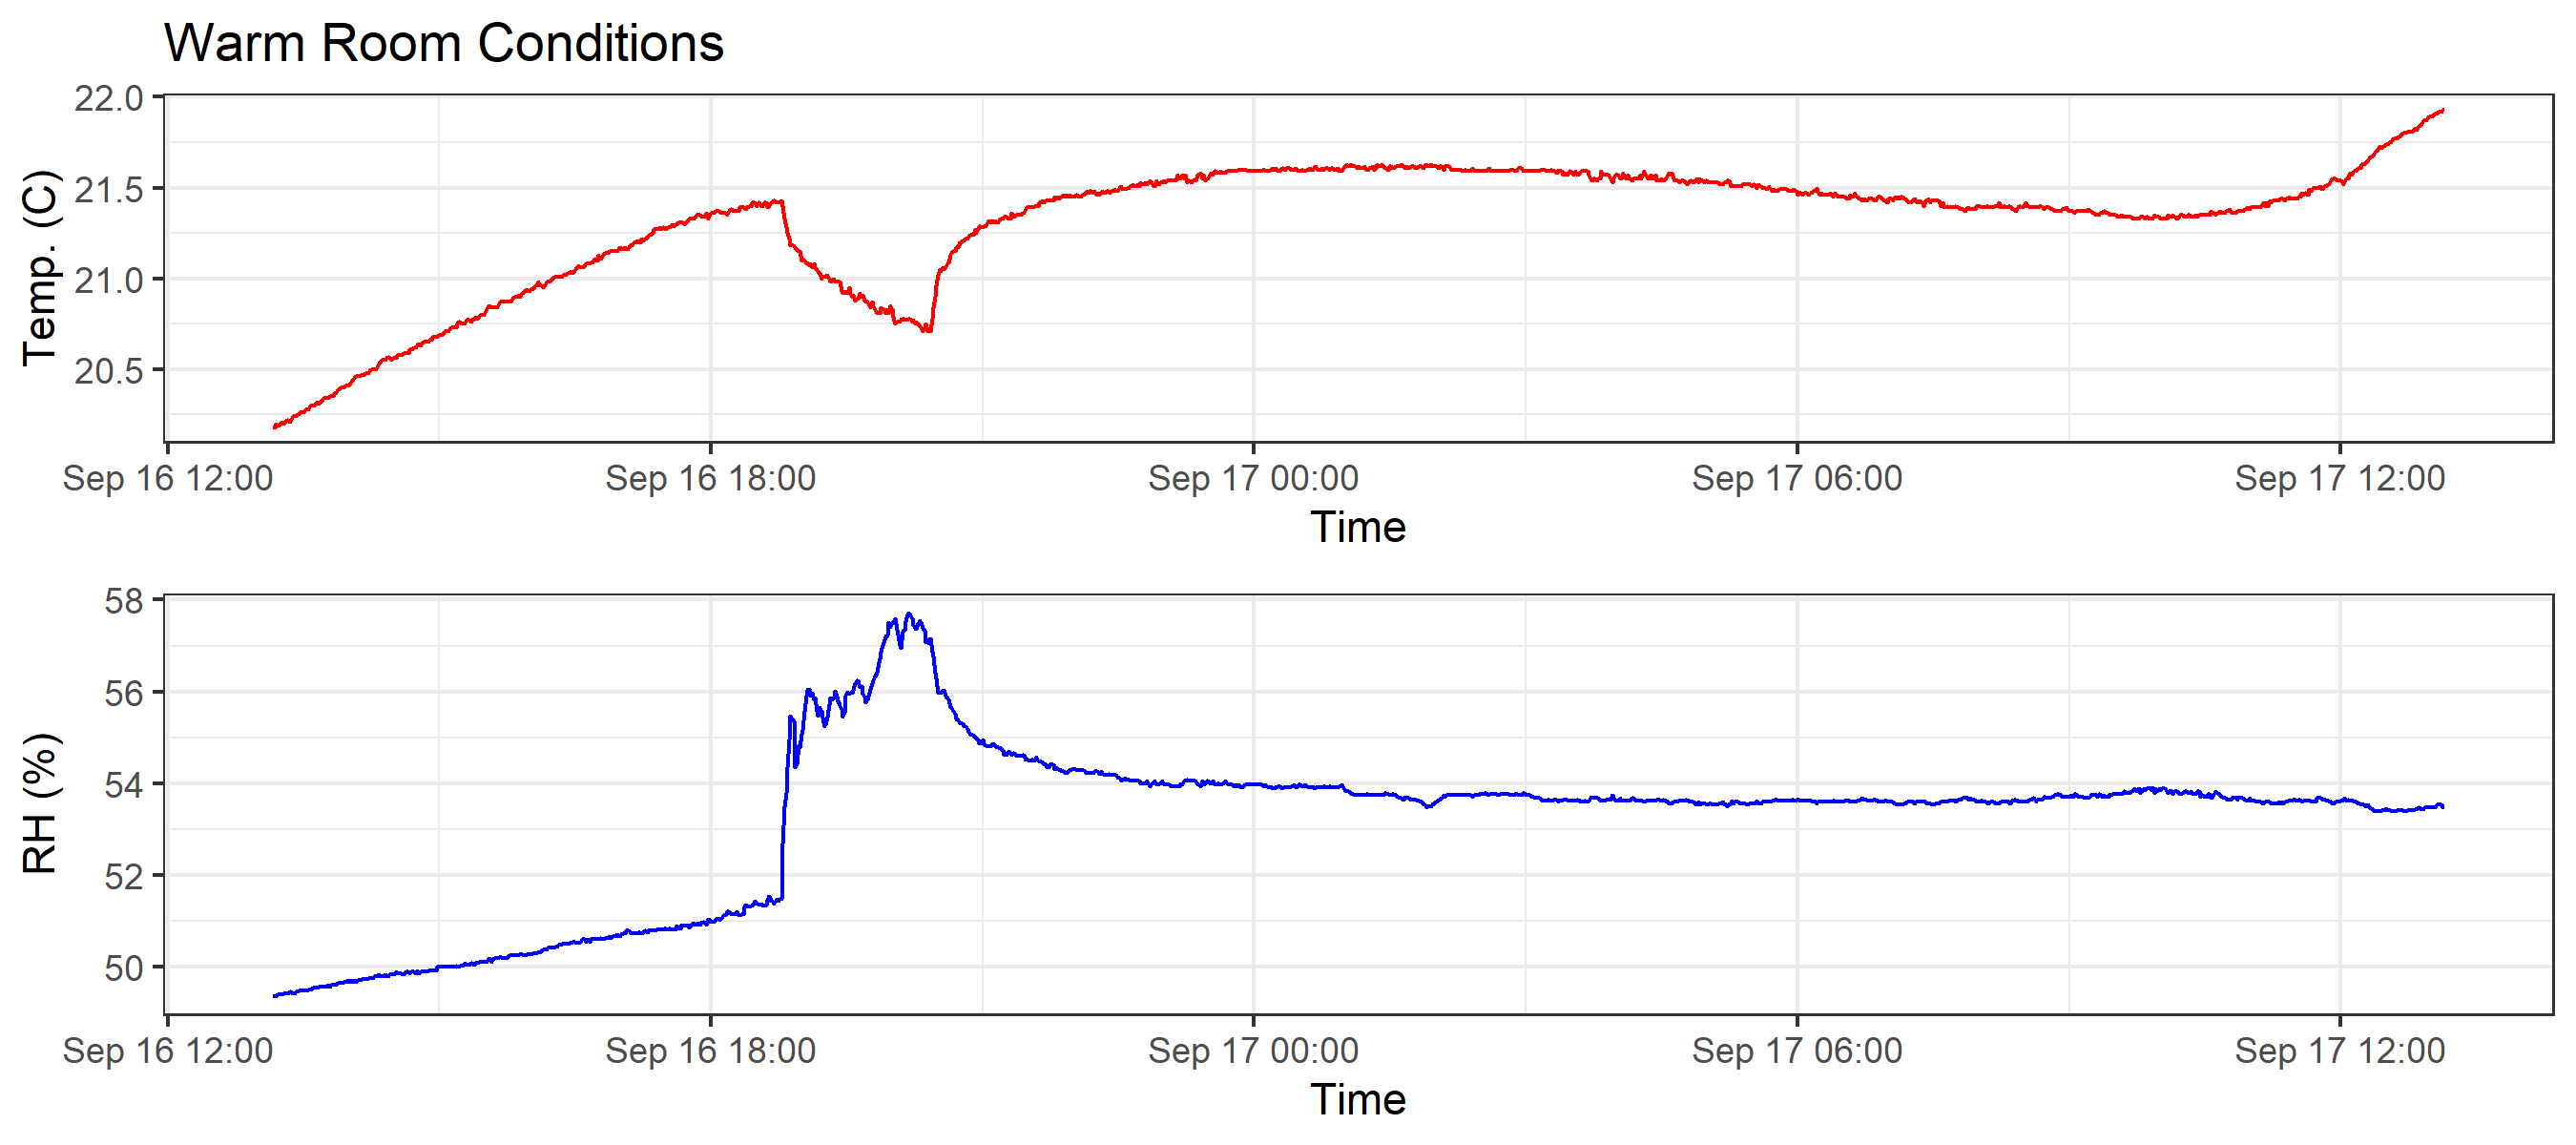 Warm Room Conditions
22.0
21.5
21.0
20.5
Temp. (C)
Sep 16 12:00 Sep 16 18:00 Sep 17 00:00 Sep 17 06:00 Sep 17 12:00
Time
58
56
54
52
50
RH (%)
Sep 16 12:00 Sep 16 18:00 Sep 17 00:00 Sep 17 06:00 Sep 17 12:00
Time